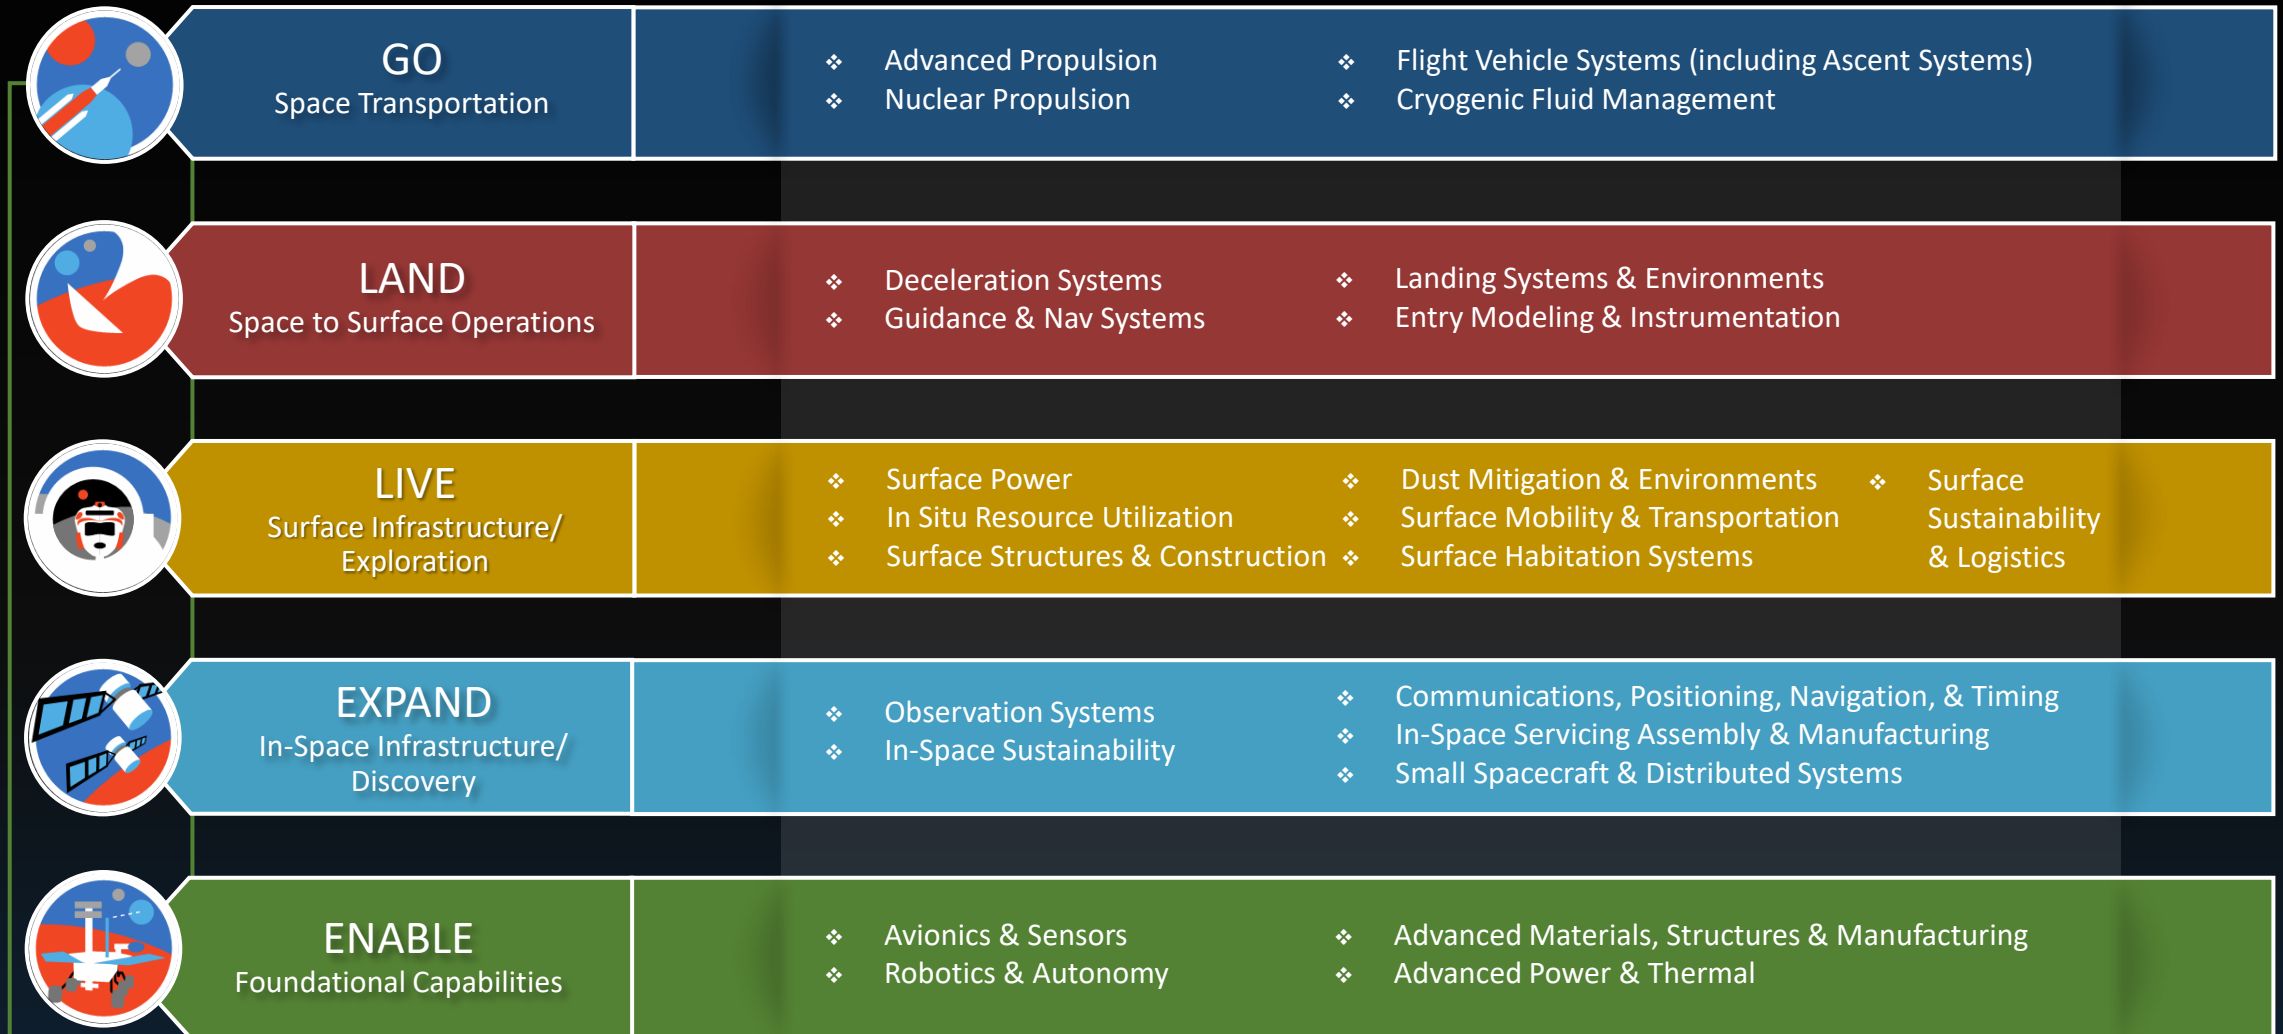 GO
Space Transportation
❖ Advanced Propulsion
❖ Nuclear Propulsion
❖ Flight Vehicle Systems (including Ascent Systems)
❖ Cryogenic Fluid Management
LAND
Space to Surface Operations
❖ Deceleration Systems
❖ Guidance & Nav Systems
❖ Landing Systems & Environments
❖ Entry Modeling & Instrumentation
LIVE
Surface Infrastructure/
Exploration
❖ Surface Power
❖ In Situ Resource Utilization
❖ Surface Structures & Construction
❖ Dust Mitigation & Environments
❖ Surface Mobility & Transportation
❖ Surface Habitation Systems
❖ Surface
Sustainability
& Logistics
EXPAND
In-Space Infrastructure/
Discovery
❖ Observation Systems
❖ In-Space Sustainability
❖ Communications, Positioning, Navigation, & Timing
❖ In-Space Servicing Assembly & Manufacturing
❖ Small Spacecraft & Distributed Systems
ENABLE
Foundational Capabilities
❖ Avionics & Sensors
❖ Robotics & Autonomy
❖ Advanced Materials, Structures & Manufacturing
❖ Advanced Power & Thermal